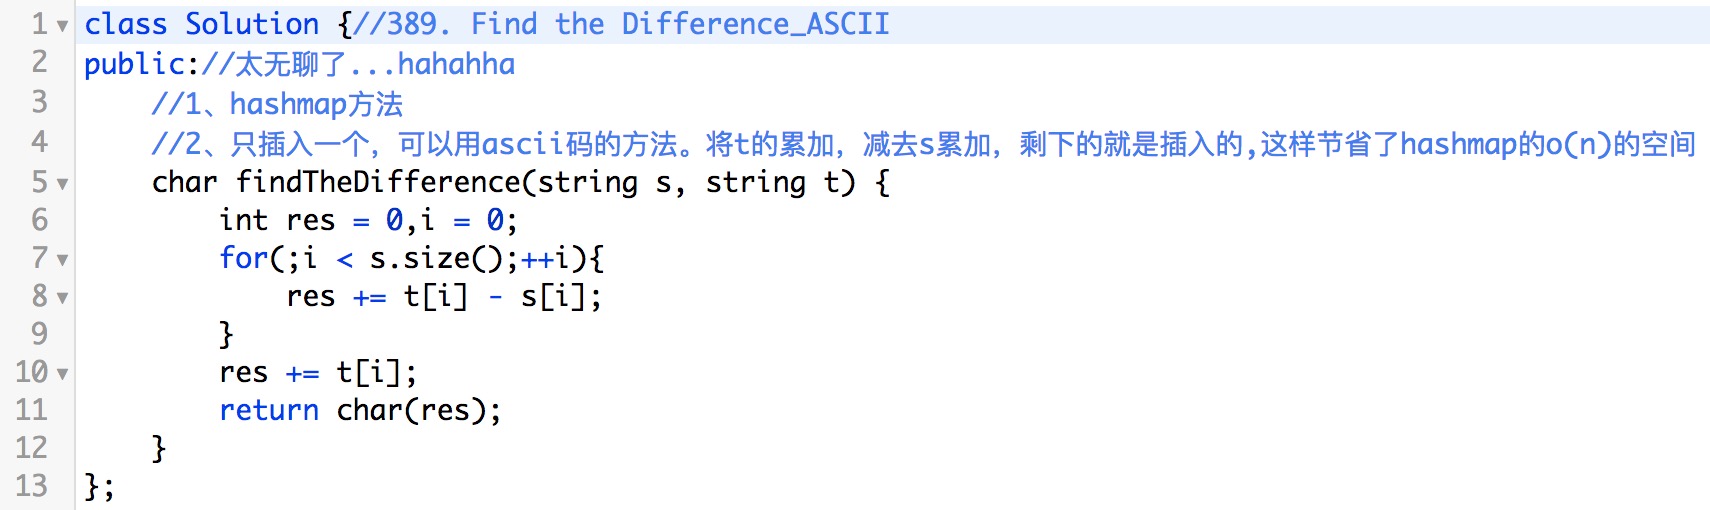 1 class Solution {//389. Find the Difference_ASCII
2 public://太无聊了...hahahha
3     //1、hashmap方法
4     //2、只插入一个，可以用ascii码的方法。将t的累加，减去s累加，剩下的就是插入的,这样节省了hashmap的o(n)的空间
5     char findTheDifference(string s, string t) {
6         int res = 0,i = 0;
7         for(;i < s.size();++i){
8             res += t[i] - s[i];
9         }
10         res += t[i];
11         return char(res);
12     }
13 };